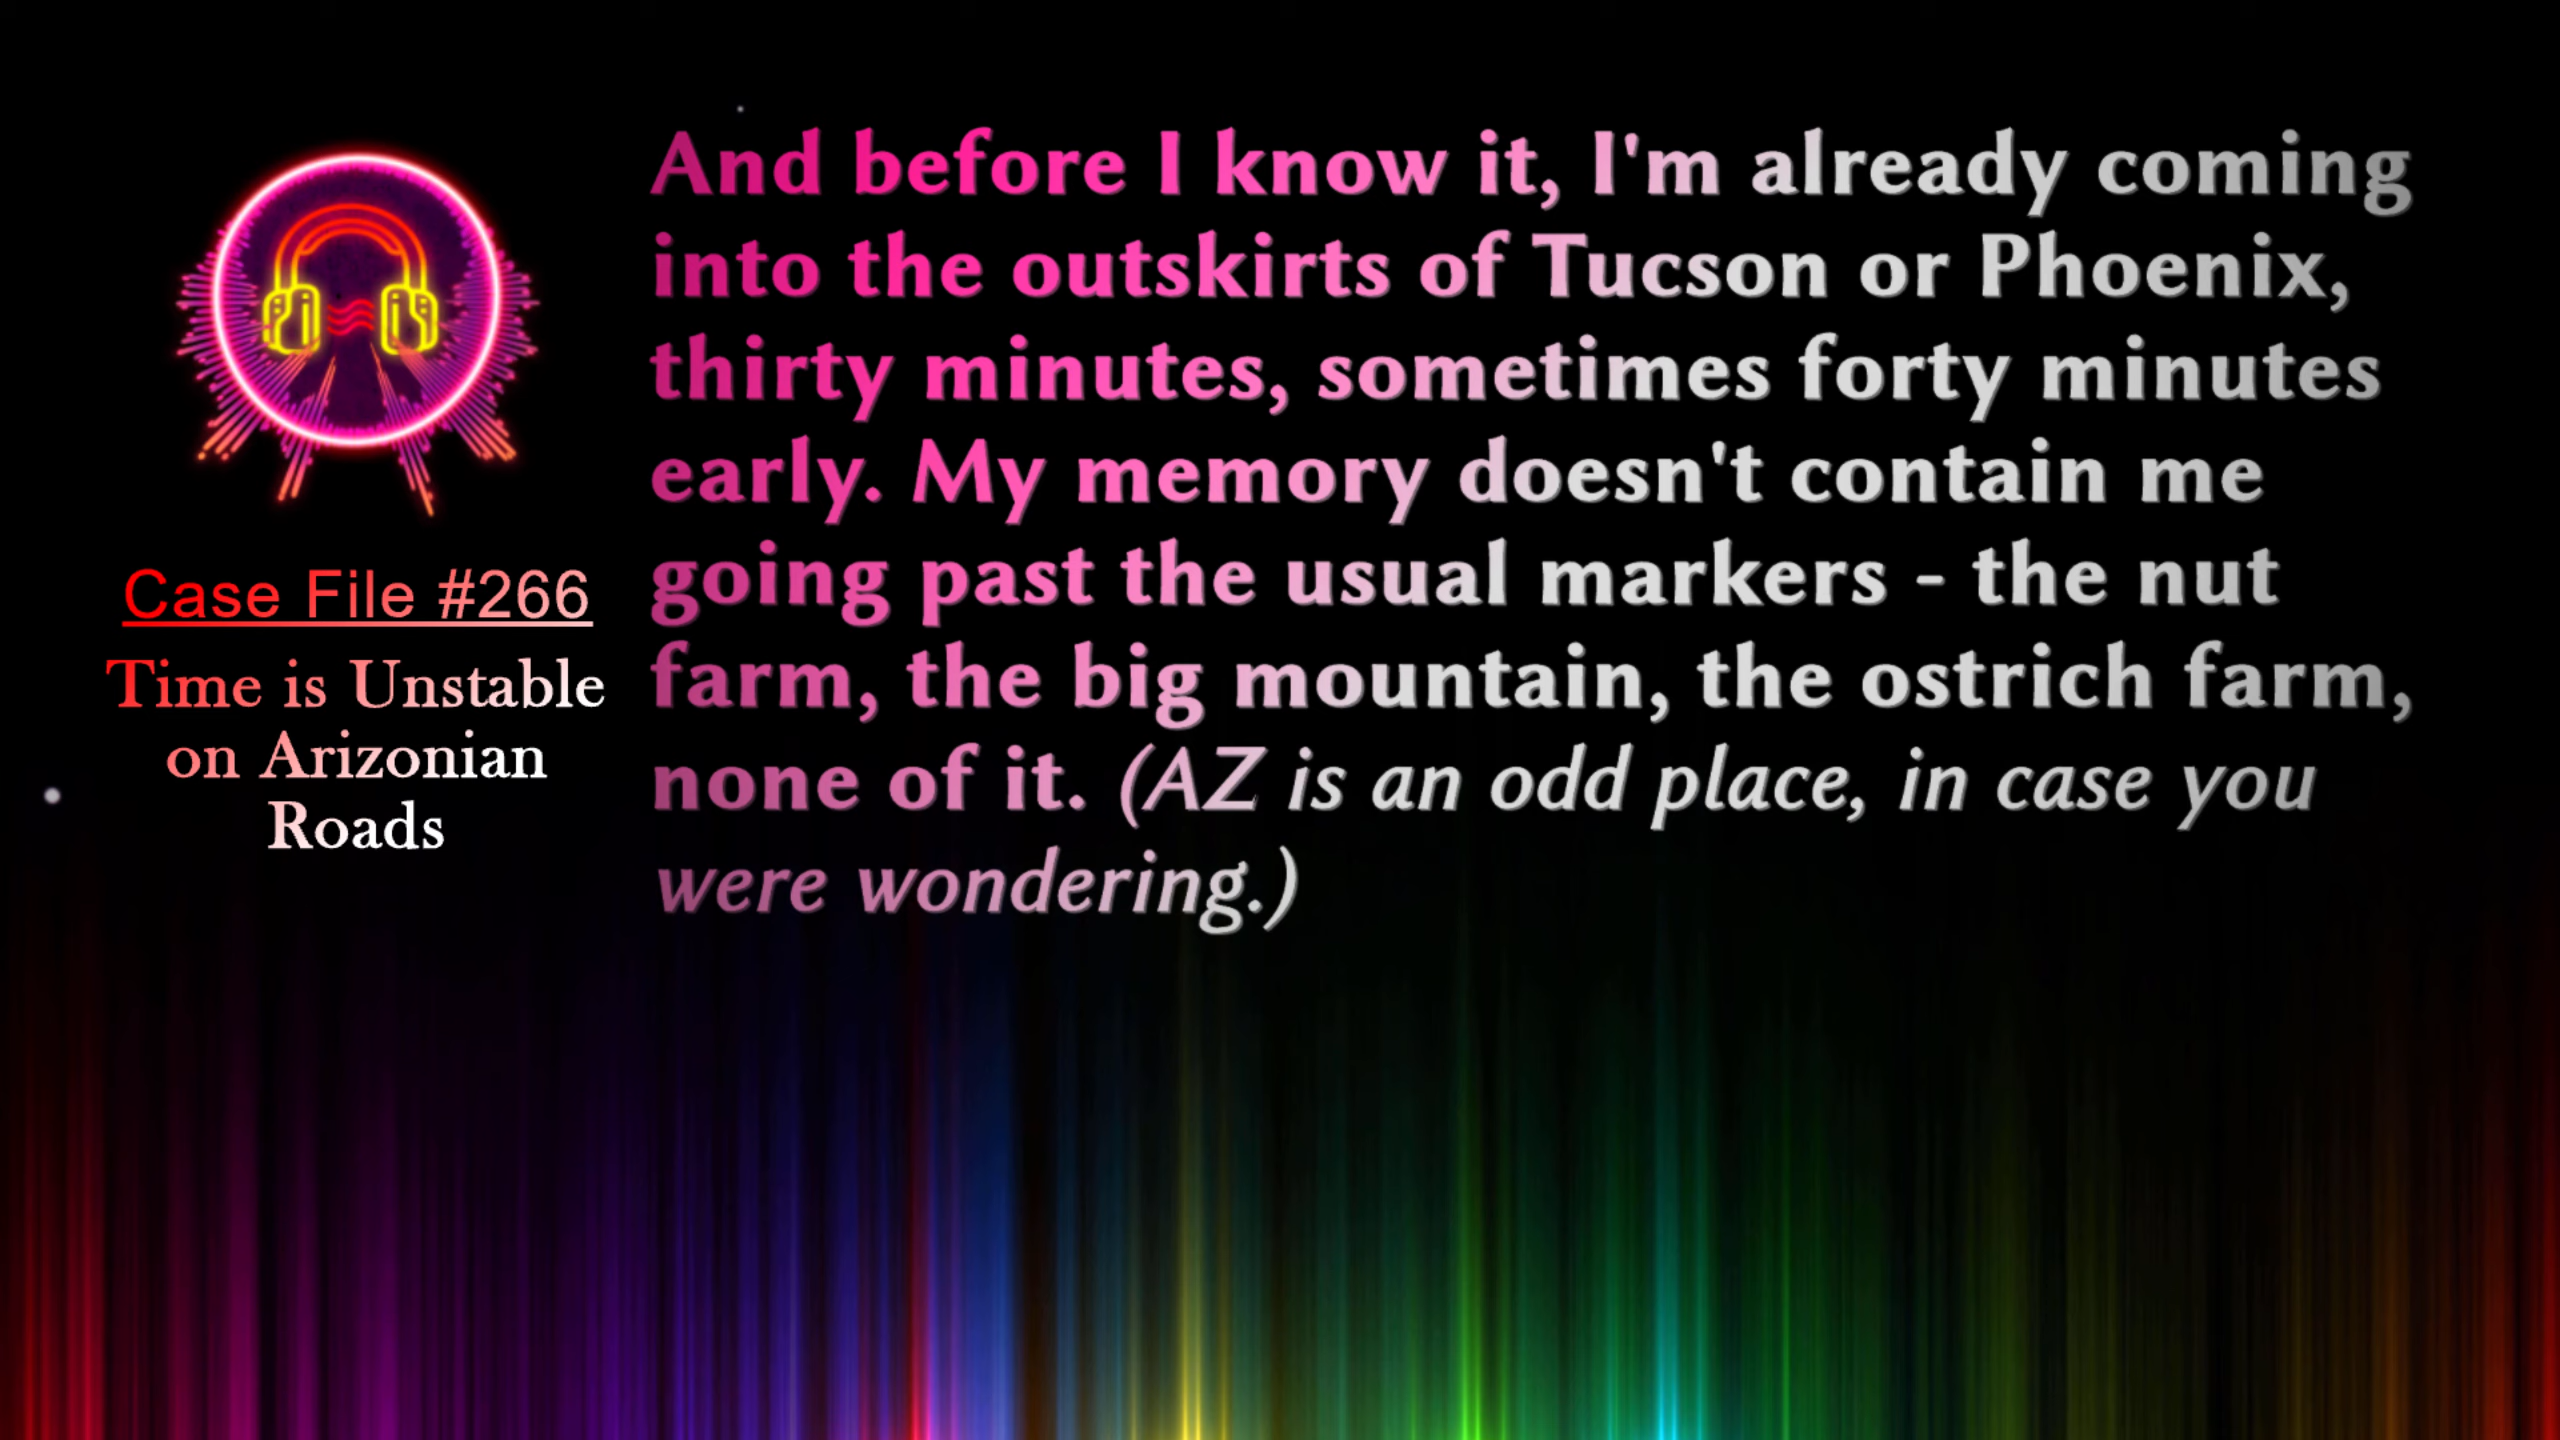 Case File #266
Time is Unstable
on Arizonian
Roads
And before I know it, I'm already coming
into the outskirts of Tucson or Phoenix,
thirty minutes, sometimes forty minutes
early. My memory doesn't contain me
going past the usual markers - the nut
farm, the big mountain, the ostrich farm,
none of it. (AZ is an odd place, in case you
were wondering.)